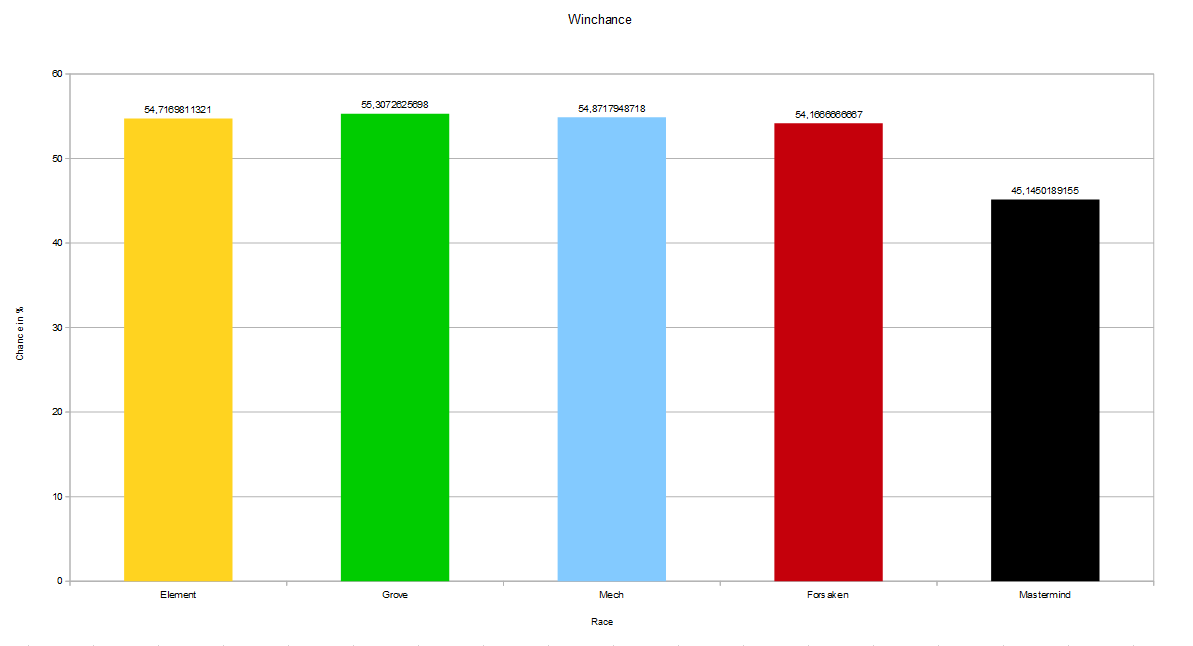 Winchance
60
50
40
30
20
10
0
54,7169811321
55,3072625698
54,8717948718
54,1666666667
45,1450189155
Chance in %
Element
Grove
Mech
Forsaken
Mastermind
Race